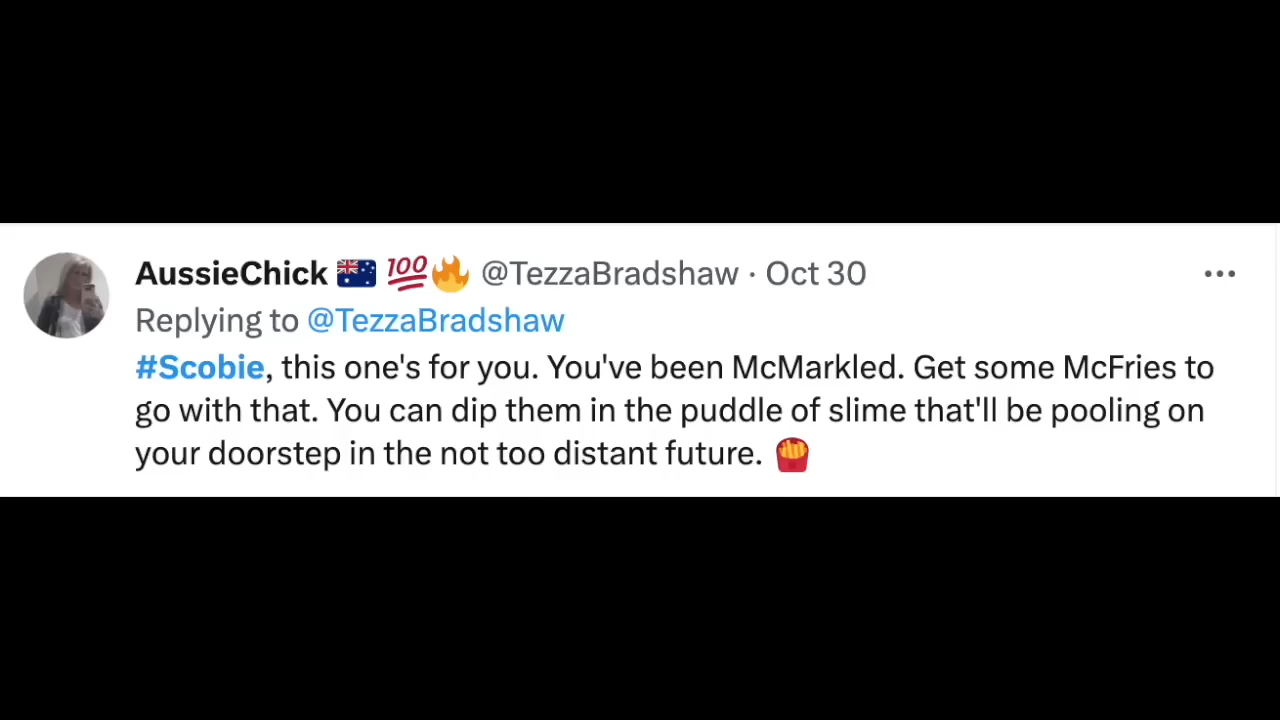 AussieChick 🇦🇺 💯🔥 @TezzaBradshaw · Oct 30
Replying to @TezzaBradshaw
#Scobie, this one's for you. You've been McMarkled. Get some McFries to
go with that. You can dip them in the puddle of slime that'll be pooling on
your doorstep in the not too distant future. 🍟